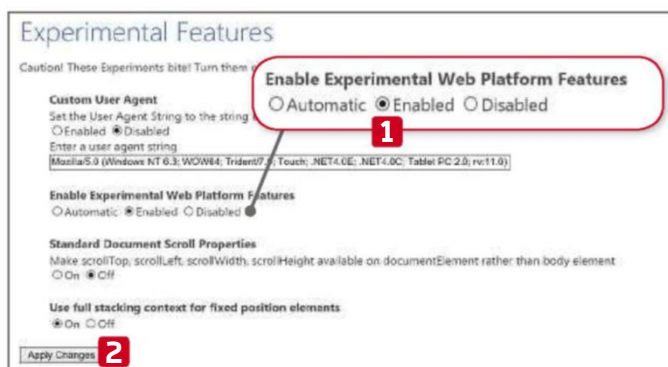 Experimental Features
Caution! These Experiments bite! Turn them
Enable Experimental Web Platform Features
Automatic Enabled Disabled
1
Custom User Agent
Set the User Agent String to the string
Enabled Disabled
Enter a user agent string
Mozilla/5.0 (Windows NT 6.3; WOW64; Trident/7. Touch; .NET4.0E; .NET4.0C; Tablet PC 2.0; rv:11.0)
Enable Experimental Web Platform Features
Automatic Enabled Disabled
Standard Document Scroll Properties
Make scrollTop, scrollLeft, scrollWidth, scrollHeight available on documentElement rather than body element
On Off
Use full stacking context for fixed position elements
On Off
Apply Changes 2